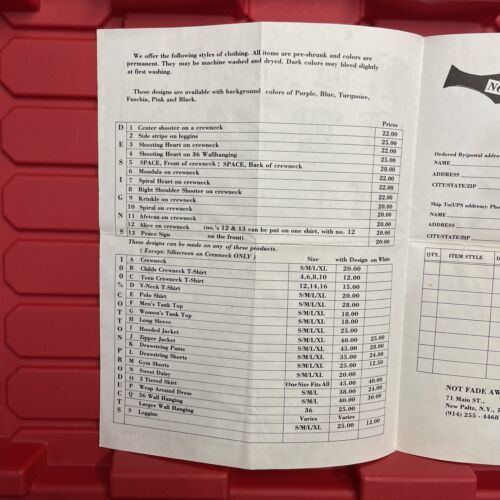 We offer the following styles of clothing. All items are pre-shrunk and colors are
permanent. They may be machine washed and dryed. Dark colors may bleed slightly
at first washing.
These designs are available with background colors of Purple, Blue, Turquoise,
Fuschia, Pink and Black.
Prices
DESIGNS
1 Center shooter on a crewneck 22.00
2 Side stripe on leggins 25.00
3 Shooting Heart on crewneck 22.00
4 Shooting Heart on 36 Wallhanging 25.00
5 SPACE, Front of crewneck ; SPACE, Back of crewneck 28.00
6 Mondala on crewneck 22.00
7 Spiral Heart on crewneck 22.00
8 Right Shoulder Shooter on crewneck 22.00
9 Krinkle on crewneck 20.00
10 Spiral on crewneck 20.00
11 African on crewneck 20.00
12 Alice on crewneck (no.'s 12 & 13 can be put on one shirt, with no. 12 20.00
13 Peace Sign on the front) 20.00
These designs can be made on any of these products.
( Except: Silkscreen on Crewneck ONLY )
Size with Design on White
100% COTTON PRODUCTS
A Crewneck S/M/L/XL 20.00
B Childs Crewneck T-Shirt 4,6,8,10 12.00
C Teen Crewneck T-Shirt 12,14,16 15.00
D V-Neck T-Shirt S/M/L/XL 20.00
E Polo Shirt S/M/L/XL 25.00
F Men's Tank Top S/M/L/XL 18.00
G Women's Tank Top S/M/L/XL 18.00
H Long Sleeve S/M/L/XL 25.00
I Hooded Jacket S/M/L/XL 40.00 25.00
J Zipper Jacket S/M/L/XL 45.00 28.00
K Drawstring Pants S/M/L/XL 35.00 24.00
L Drawstring Shorts S/M/L/XL 25.00 12.50
M Gym Shorts S/M/L/XL 20.00
N Sweat Dairy One Size Fits All 45.00 40.00
O 3 Tiered Skirt S/M/L 38.00 24.00
P Wrap Around Dress S/M/L 40.00 30.00
Q 36 Wall Hanging 36 25.00
Larger Wall Hanging Varies Varies
S Leggins S/M/L/XL 25.00 12.00
NO
Ordered By:(postal address
NAME
ADDRESS
CITY/STATE/ZIP
Ship To(UPS address) Pho
NAME
ADDRESS
CITY/STATE/ZIP
QTY. ITEM STYLE
NOT FADE AW
71 Main St.,
New Paltz, N.Y.,
(914) 255 - 4468